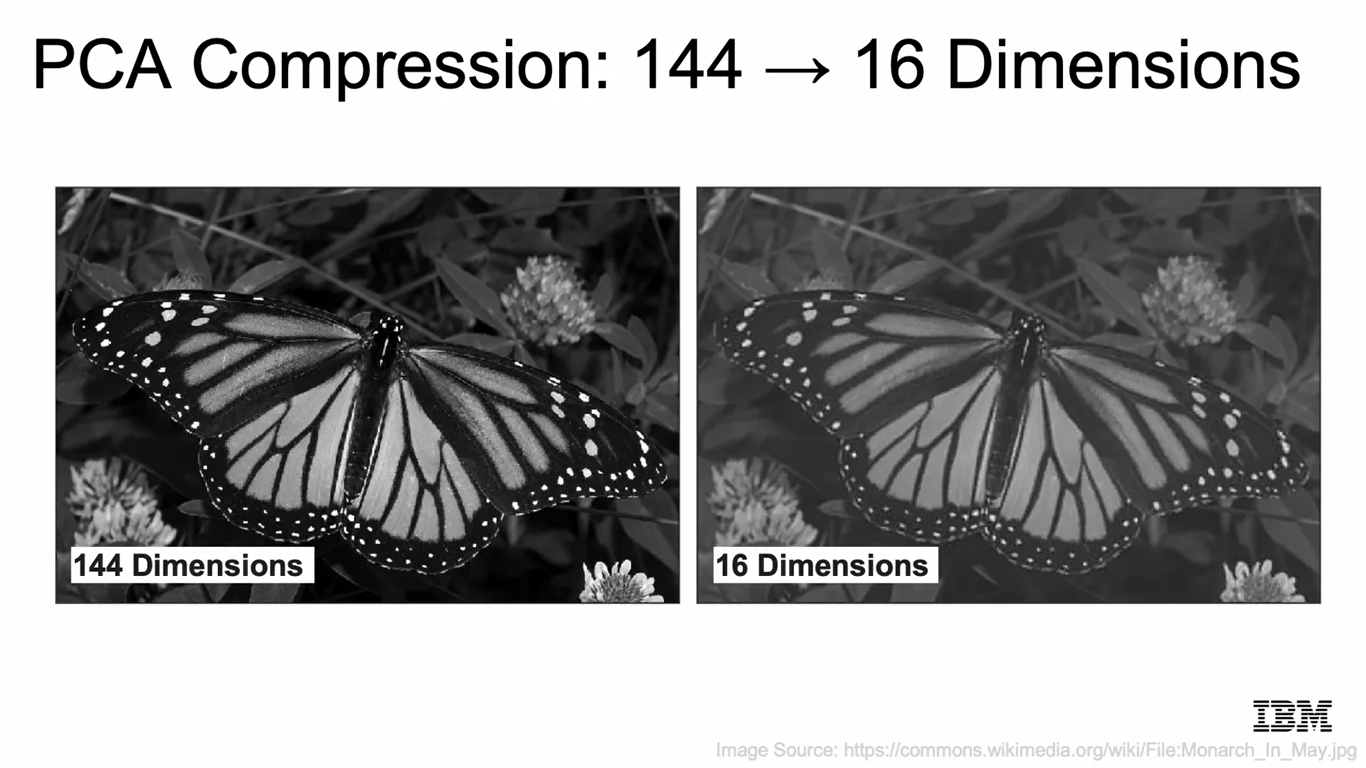 PCA Compression: 144 → 16 Dimensions
144 Dimensions
16 Dimensions
IBM
Image Source: https://commons.wikimedia.org/wiki/File:Monarch_In_May.jpg